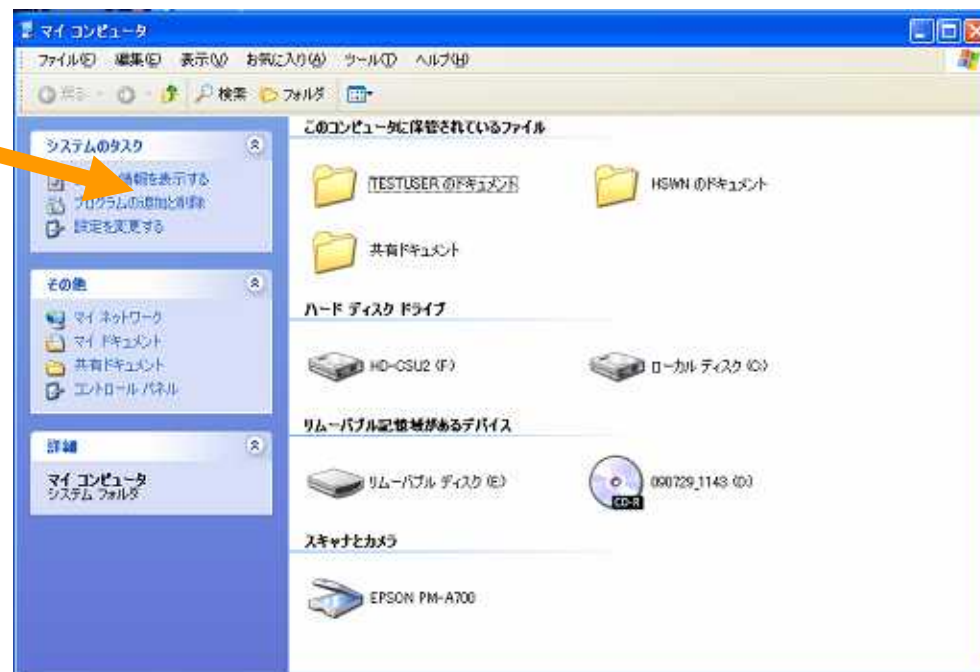 マイ コンピュータ
ファイル(F) 編集(E) 表示(V) お気に入り(A) ツール(T) ヘルプ(H)
戻る 検索 フォルダ
システムのタスク
情報を表示する
プログラムの追加と削除
設定を変更する
その他
マイ ネットワーク
マイ ドキュメント
共有ドキュメント
コントロール パネル
詳細
マイ コンピュータ
システム フォルダ
このコンピュータに保管されているファイル
TESTUSER のドキュメント HSWN のドキュメント
共有ドキュメント
ハード ディスク ドライブ
HD-CSU2 (F:) ローカル ディスク (C:)
リムーバブル記憶域があるデバイス
リムーバブル ディスク (E:) 090729_1143 (D:)
CD-R
スキャナとカメラ
EPSON PM-A700